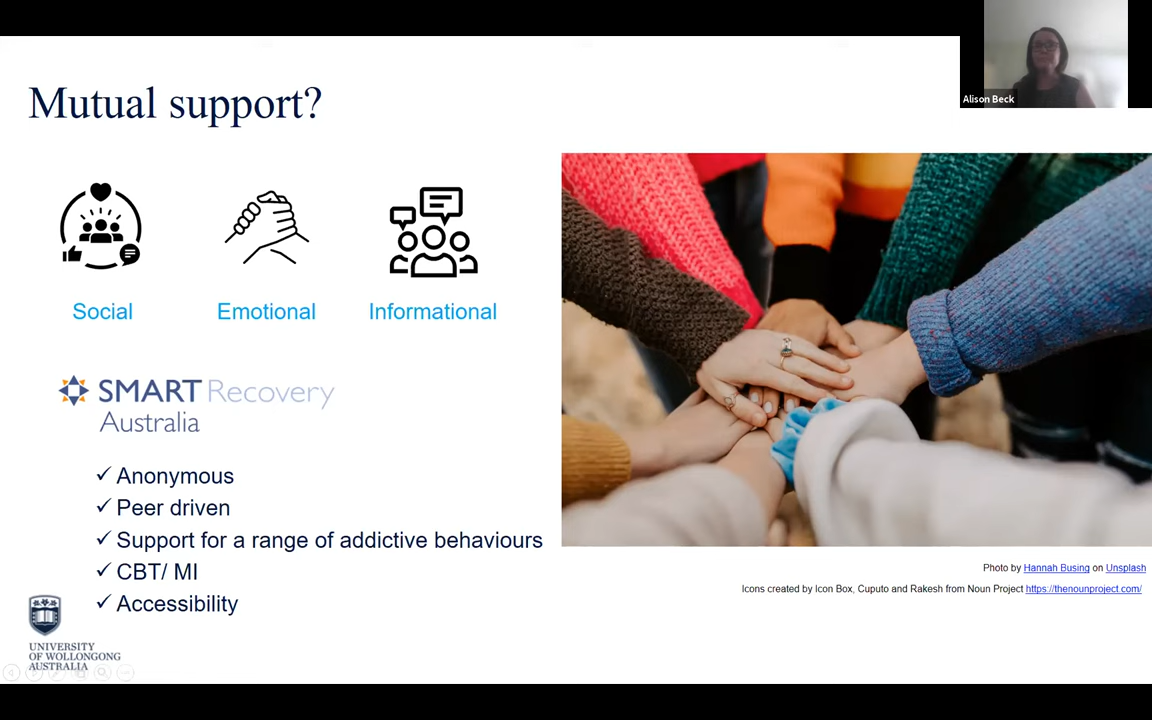 Mutual support?
Alison Beck
Social
Emotional
Informational
SMART Recovery
Australia
✓ Anonymous
✓ Peer driven
✓ Support for a range of addictive behaviours
✓ CBT/ MI
✓ Accessibility
Photo by Hannah Busing on Unsplash
Icons created by Icon Box, Cuputo and Rakesh from Noun Project https://thenounproject.com/
UNIVERSITY
OF WOLLONGONG
AUSTRALIA